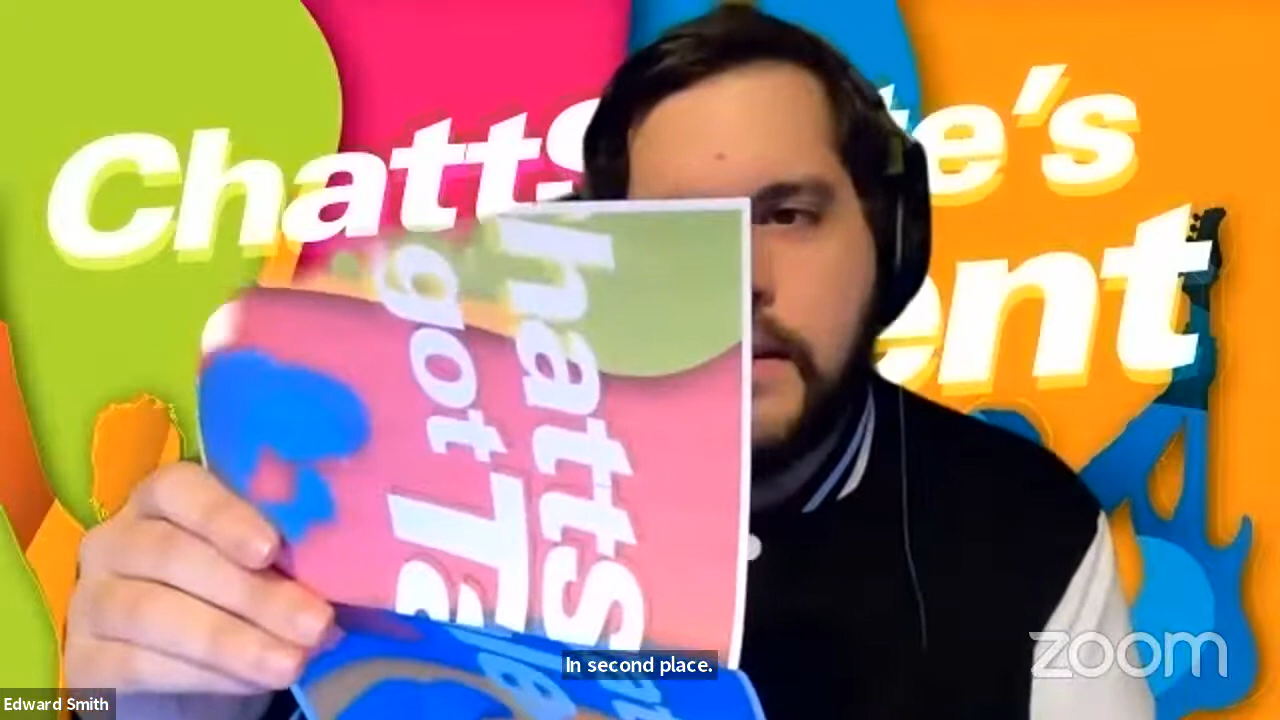 ChattS e's
ent
hatts
got Ta
In second place.
zoom
Edward Smith